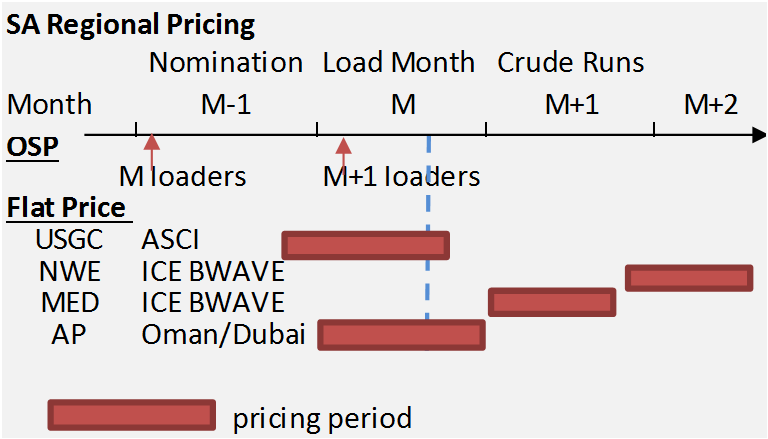 SA Regional Pricing
Nomination Load Month Crude Runs
Month M-1 M M+1 M+2
OSP
M loaders M+1 loaders
Flat Price
USGC ASCI
NWE ICE BWAVE
MED ICE BWAVE
AP Oman/Dubai
pricing period